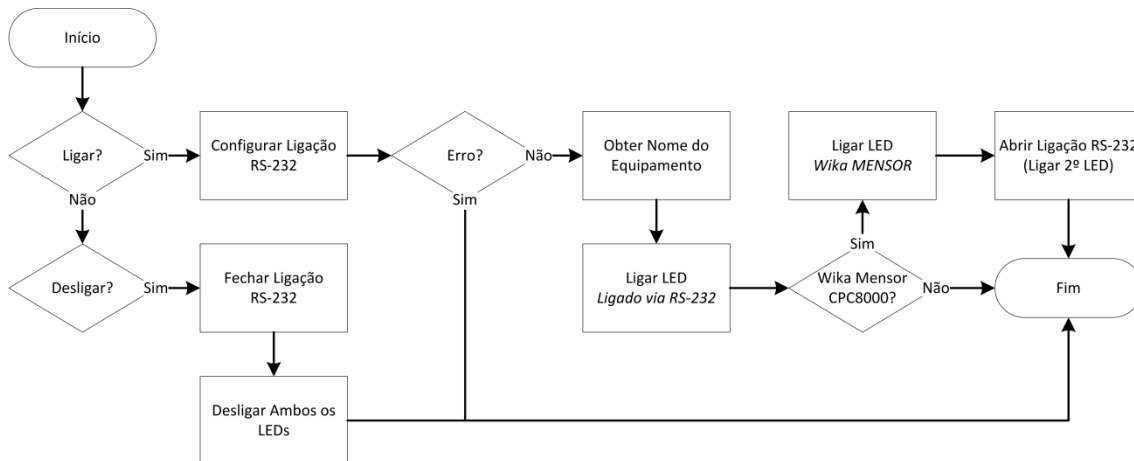 Início
Ligar?
Sim
Não
Configurar Ligação
RS-232
Erro?
Não
Sim
Obter Nome do
Equipamento
Ligar LED
Wika MENSOR
Abrir Ligação RS-232
(Ligar 2º LED)
Desligar?
Sim
Fechar Ligação
RS-232
Ligar LED
Ligado via RS-232
Sim
Wika Mensor
CPC8000?
Não
Fim
Desligar Ambos os
LEDs